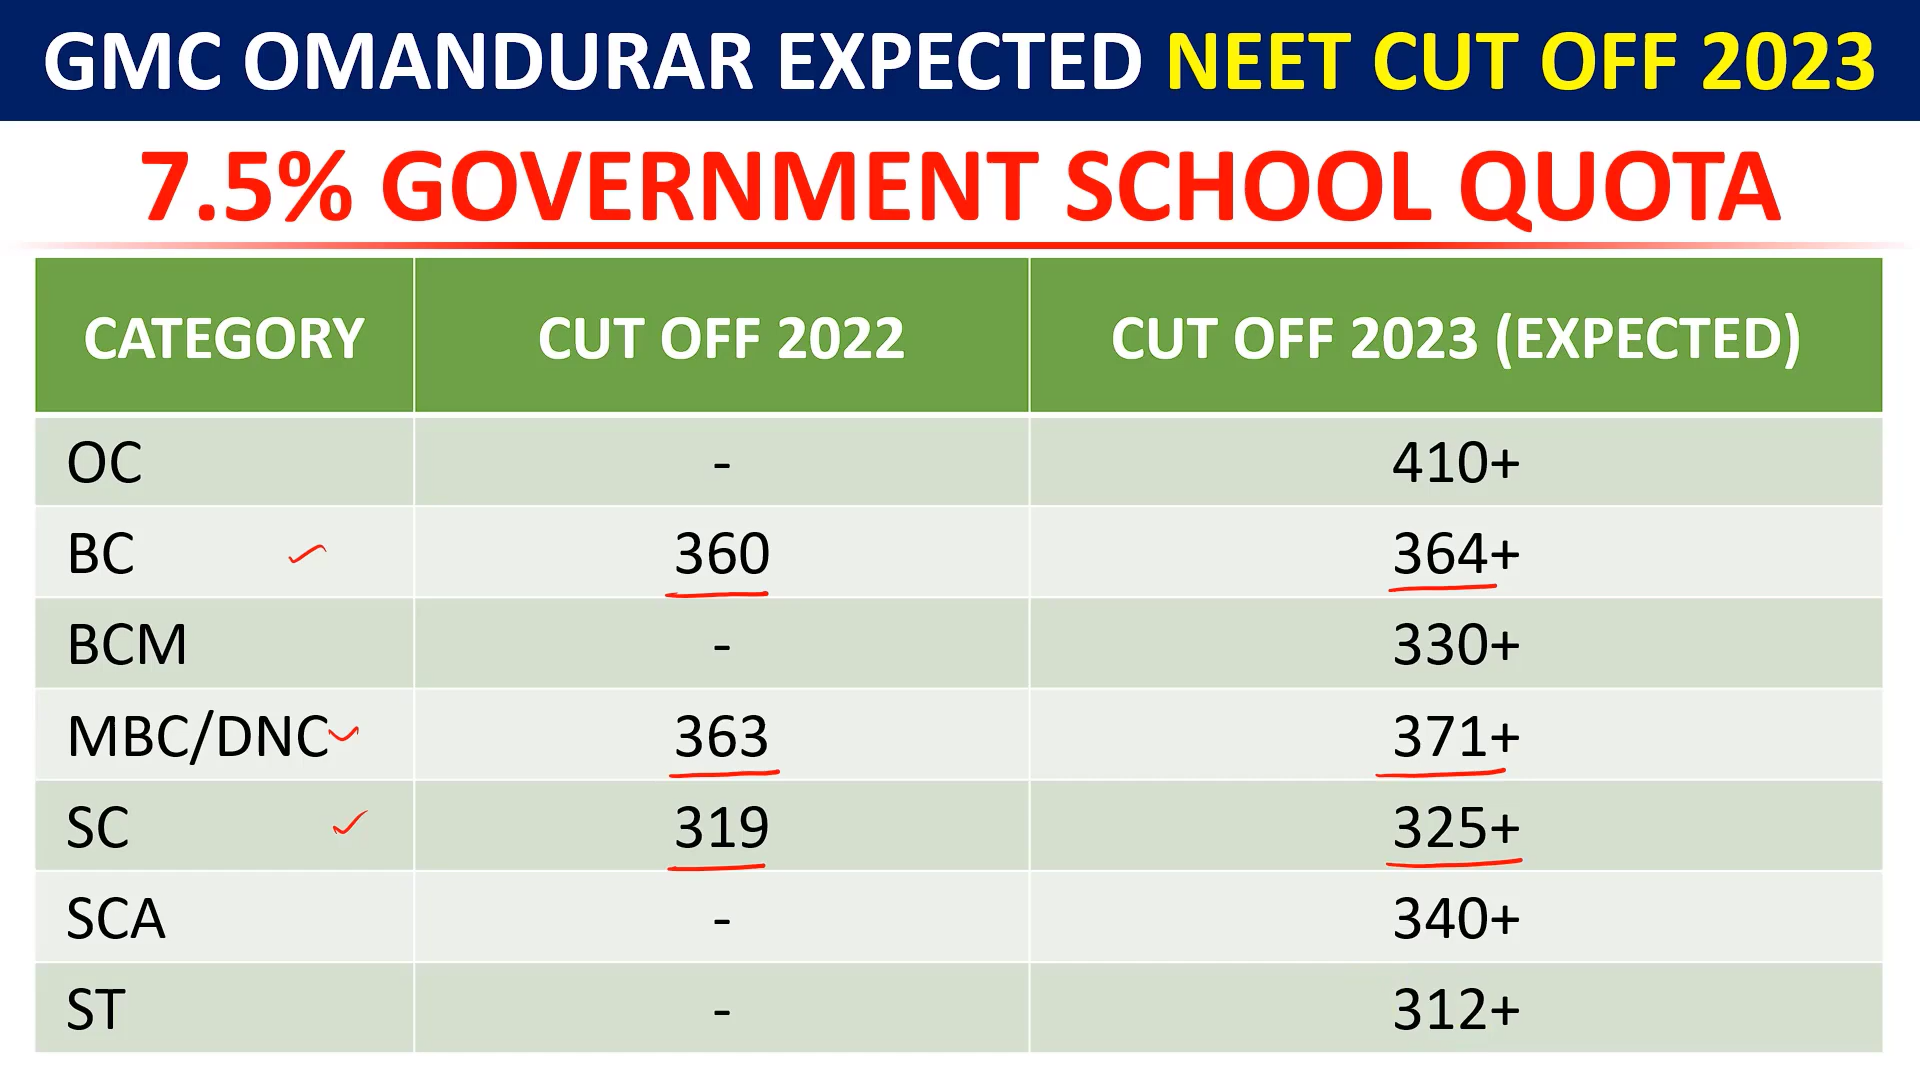 GMC OMANDURAR EXPECTED NEET CUT OFF 2023
7.5% GOVERNMENT SCHOOL QUOTA
CATEGORY CUT OFF 2022 CUT OFF 2023 (EXPECTED)
OC - 410+
BC 360 364+
BCM - 330+
MBC/DNC 363 371+
SC 319 325+
SCA - 340+
ST - 312+